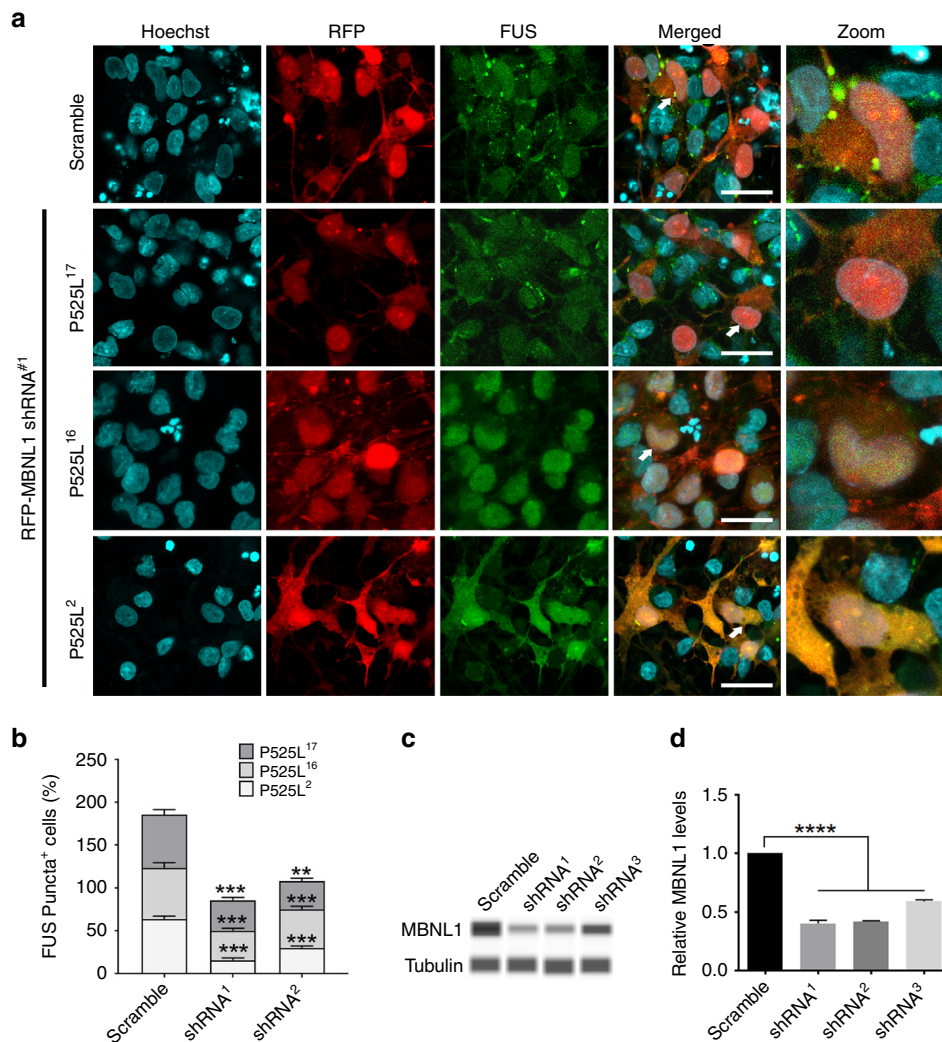 a
Hoechst RFP FUS Merged Zoom
Scramble
RFP-MBNL1 shRNA#1
P525L17
P525L16
P525L2
b
FUS Puncta+ cells (%)
250
200
150
100
50
0
P525L17
P525L16
P525L2
***
***
***
**
***
***
Scramble shRNA1 shRNA2
c
Scramble shRNA1 shRNA2 shRNA3
MBNL1
Tubulin
d
Relative MBNL1 levels
1.5
1.0
0.5
0.0
****
Scramble shRNA1 shRNA2 shRNA3